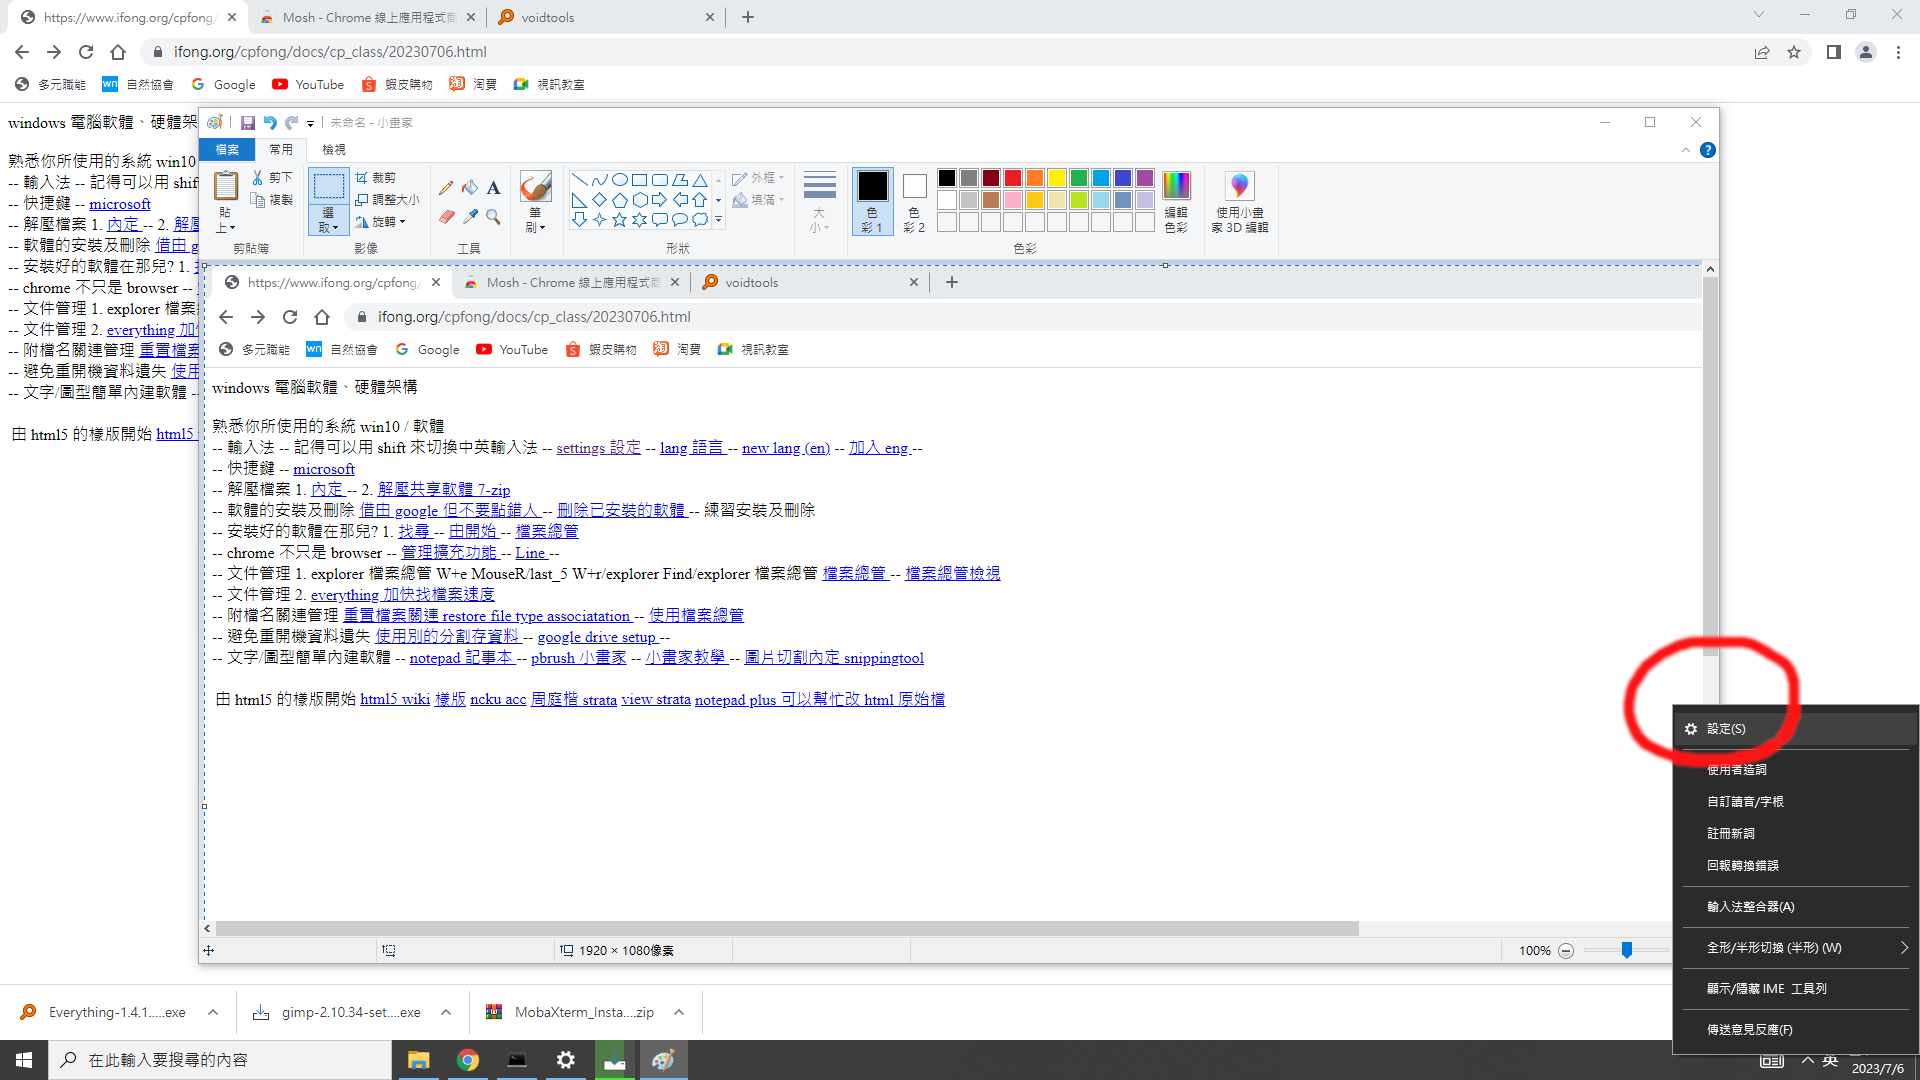 https://www.ifong.org/cpfong/
Mosh - Chrome 線上應用程式商
voidtools
ifong.org/cpfong/docs/cp_class/20230706.html
多元職能
自然協會
Google
YouTube
蝦皮購物
淘寶
視訊教室
windows 電腦軟體、硬體架
熟悉你所使用的系統 win10
-- 輸入法 -- 記得可以用 shif
-- 快捷鍵 -- microsoft
-- 解壓檔案 1. 內定 -- 2. 解壓
-- 軟體的安裝及刪除 借由 g
-- 安裝好的軟體在那兒? 1.
-- chrome 不只是 browser --
-- 文件管理 1. explorer 檔案
-- 文件管理 2. everything 加快
-- 附檔名關連管理 重置檔案
-- 避免重開機資料遺失 使用
-- 文字/圖型簡單內建軟體 --
由 html5 的樣版開始 html5
未命名 - 小畫家
檔案
常用
檢視
貼上
剪下
複製
剪貼簿
選取
裁剪
調整大小
旋轉
影像
A
工具
筆刷
外框
填滿
形狀
大小
色彩 1
色彩 2
編輯色彩
色彩
使用小畫家 3D 編輯
https://www.ifong.org/cpfong/
Mosh - Chrome 線上應用程式商
voidtools
ifong.org/cpfong/docs/cp_class/20230706.html
多元職能
自然協會
Google
YouTube
蝦皮購物
淘寶
視訊教室
windows 電腦軟體、硬體架構
熟悉你所使用的系統 win10 / 軟體
-- 輸入法 -- 記得可以用 shift 來切換中英輸入法 -- settings 設定 -- lang 語言 -- new lang (en) -- 加入 eng --
-- 快捷鍵 -- microsoft
-- 解壓檔案 1. 內定 -- 2. 解壓共享軟體 7-zip
-- 軟體的安裝及刪除 借由 google 但不要點錯人 -- 刪除已安裝的軟體 -- 練習安裝及刪除
-- 安裝好的軟體在那兒? 1. 找尋 -- 由開始 -- 檔案總管
-- chrome 不只是 browser -- 管理擴充功能 -- Line --
-- 文件管理 1. explorer 檔案總管 W+e MouseR/last_5 W+r/explorer Find/explorer 檔案總管 檔案總管 -- 檔案總管檢視
-- 文件管理 2. everything 加快找檔案速度
-- 附檔名關連管理 重置檔案關連 restore file type associatation -- 使用檔案總管
-- 避免重開機資料遺失 使用別的分割存資料 -- google drive setup --
-- 文字/圖型簡單內建軟體 -- notepad 記事本 -- pbrush 小畫家 -- 小畫家教學 -- 圖片切割內定 snippingtool
由 html5 的樣版開始 html5 wiki 樣版 ncku acc 周庭楷 strata view strata notepad plus 可以幫忙改 html 原始檔
設定(S)
使用者造詞
自訂讀音/字根
註冊新詞
回報轉換錯誤
輸入法整合器(A)
全形/半形切換 (半形) (W)
顯示/隱藏 IME 工具列
傳送意見反應(F)
1920 × 1080像素
100%
Everything-1.4.1.....exe
gimp-2.10.34-set....exe
MobaXterm_Insta....zip
在此輸入要搜尋的內容
英
2023/7/6